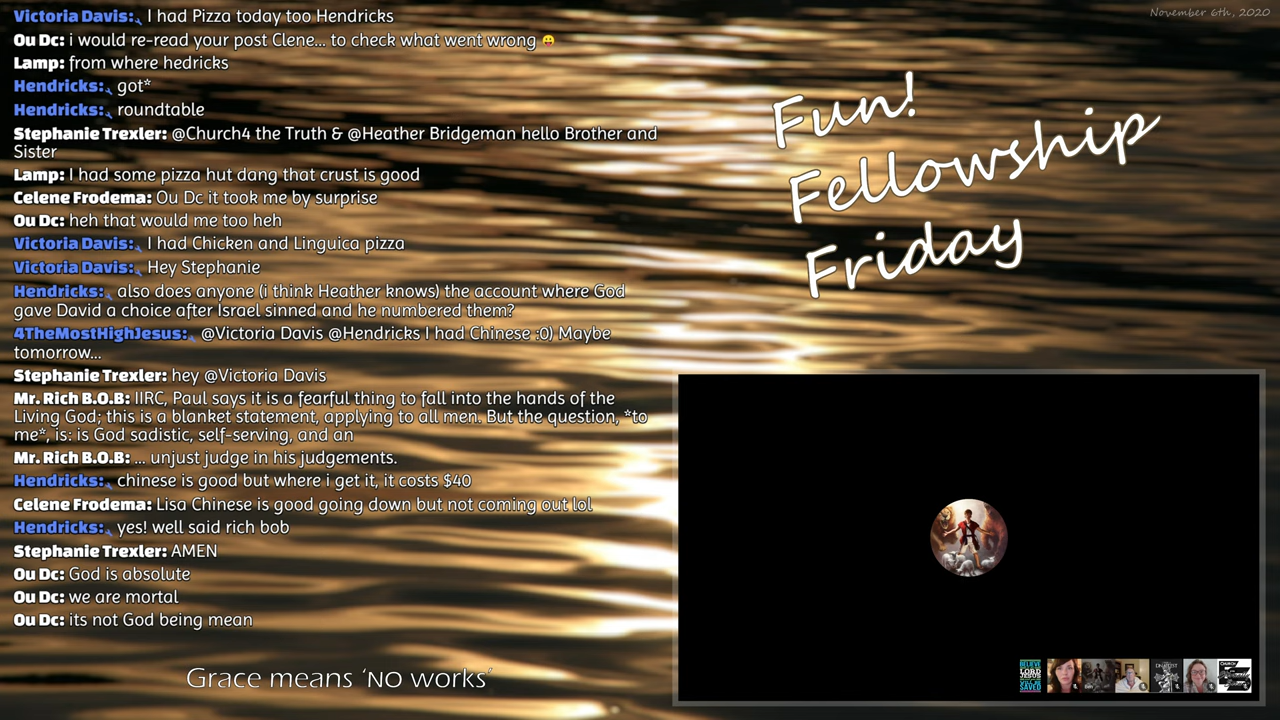 Victoria Davis: I had Pizza today too Hendricks
Ou Dc: i would re-read your post Clene... to check what went wrong 😛
Lamp: from where hedricks
Hendricks: got*
Hendricks: roundtable
Stephanie Trexler: @Church4 the Truth & @Heather Bridgeman hello Brother and
Sister
Lamp: I had some pizza hut dang that crust is good
Celene Frodema: Ou Dc it took me by surprise
Ou Dc: heh that would me too heh
Victoria Davis: I had Chicken and Linguica pizza
Victoria Davis: Hey Stephanie
Hendricks: also does anyone (i think Heather knows) the account where God
gave David a choice after Israel sinned and he numbered them?
4TheMostHighJesus: @Victoria Davis @Hendricks I had Chinese :0) Maybe
tomorrow...
Stephanie Trexler: hey @Victoria Davis
Mr. Rich B.O.B: IIRC, Paul says it is a fearful thing to fall into the hands of the
Living God; this is a blanket statement, applying to all men. But the question, *to
me*, is: is God sadistic, self-serving, and an
Mr. Rich B.O.B: ... unjust judge in his judgements.
Hendricks: chinese is good but where i get it, it costs $40
Celene Frodema: Lisa Chinese is good going down but not coming out lol
Hendricks: yes! well said rich bob
Stephanie Trexler: AMEN
Ou Dc: God is absolute
Ou Dc: we are mortal
Ou Dc: its not God being mean
Grace means ‘NO works’
November 6th, 2020
Fun!
Fellowship
Friday
BELIEVE
LORD
JESUS
SAVED
CHURCH